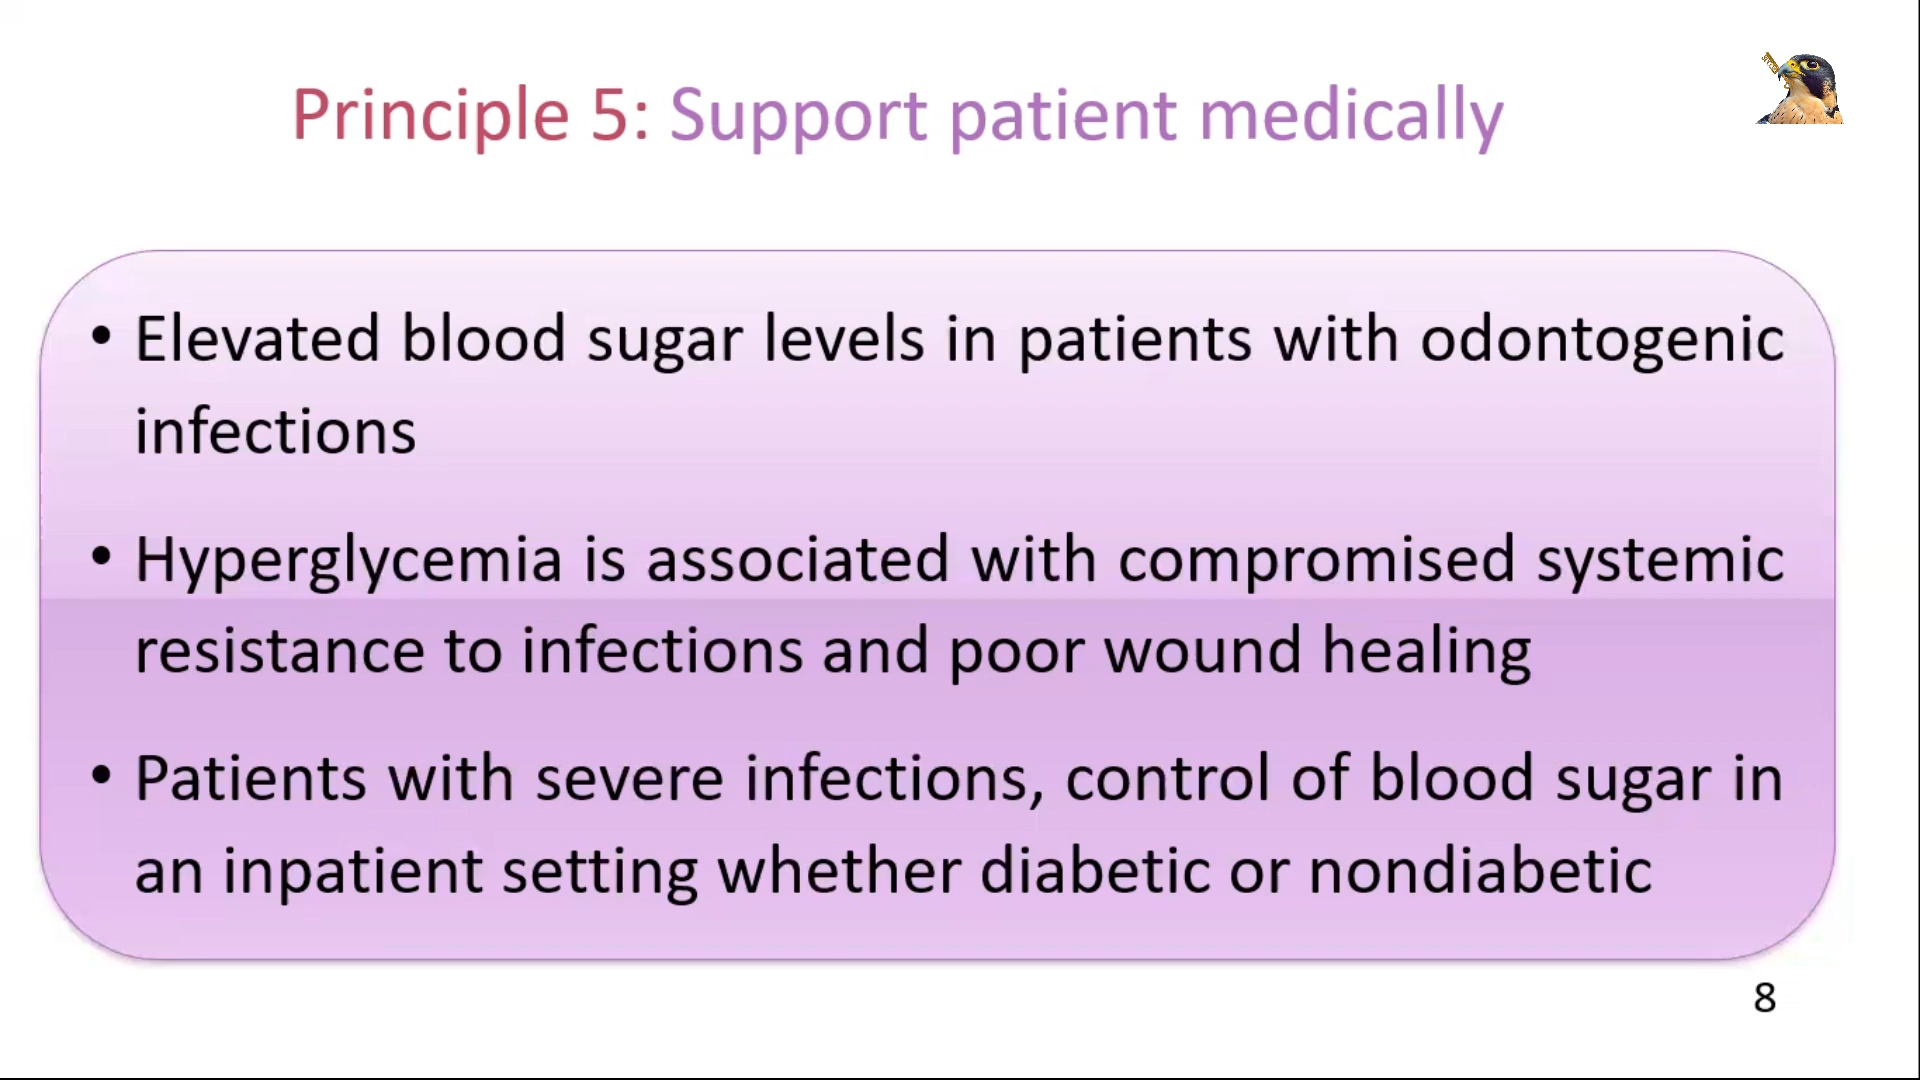 Principle 5: Support patient medically
• Elevated blood sugar levels in patients with odontogenic
infections
• Hyperglycemia is associated with compromised systemic
resistance to infections and poor wound healing
• Patients with severe infections, control of blood sugar in
an inpatient setting whether diabetic or nondiabetic
8